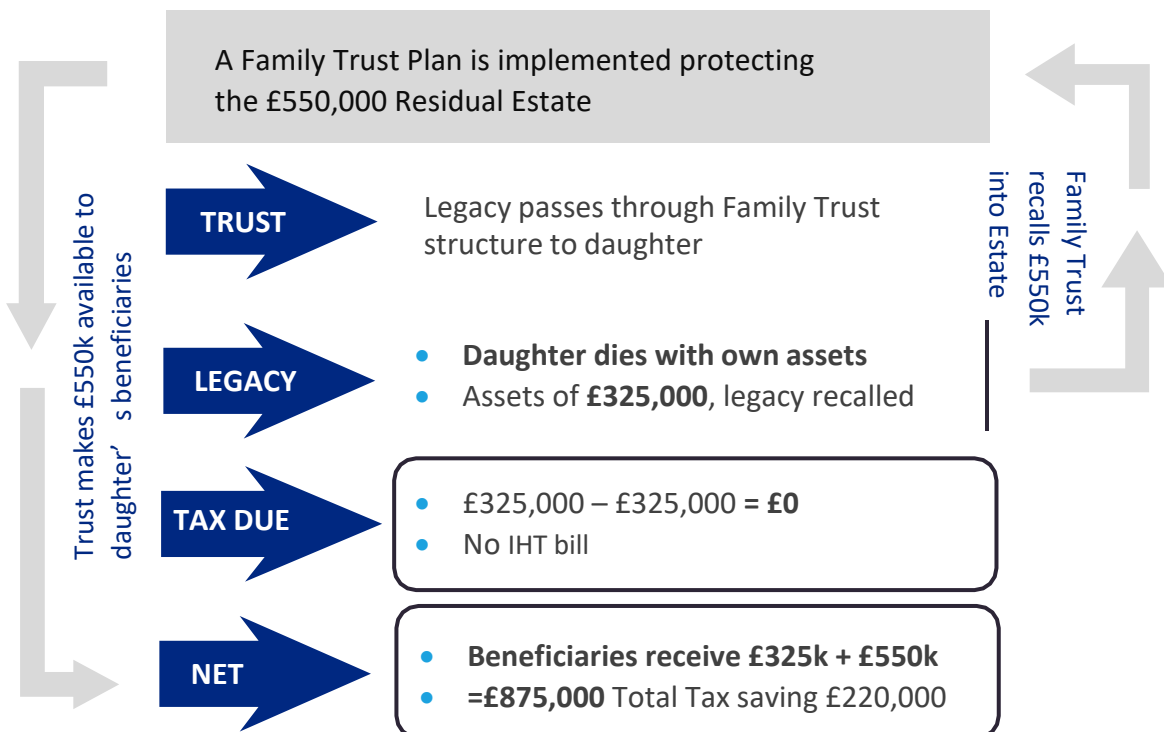 A Family Trust Plan is implemented protecting
the £550,000 Residual Estate
TRUST
Legacy passes through Family Trust
structure to daughter
LEGACY
• Daughter dies with own assets
• Assets of £325,000, legacy recalled
TAX DUE
• £325,000 – £325,000 = £0
• No IHT bill
NET
• Beneficiaries receive £325k + £550k
• =£875,000 Total Tax saving £220,000
Trust makes £550k available to
daughter’ s beneficiaries
Family Trust
recalls £550k
into Estate